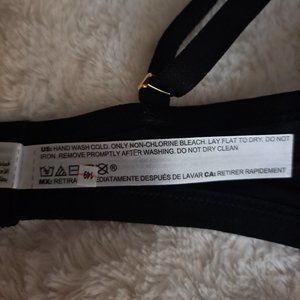 US: HAND WASH COLD. ONLY NON-CHLORINE BLEACH. LAY FLAT TO DRY. DO NOT
IRON. REMOVE PROMPTLY AFTER WASHING. DO NOT DRY CLEAN
MX: RETIRA EDIATAMENTE DESPUÉS DE LAVAR CA: RETIRER RAPIDEMENT